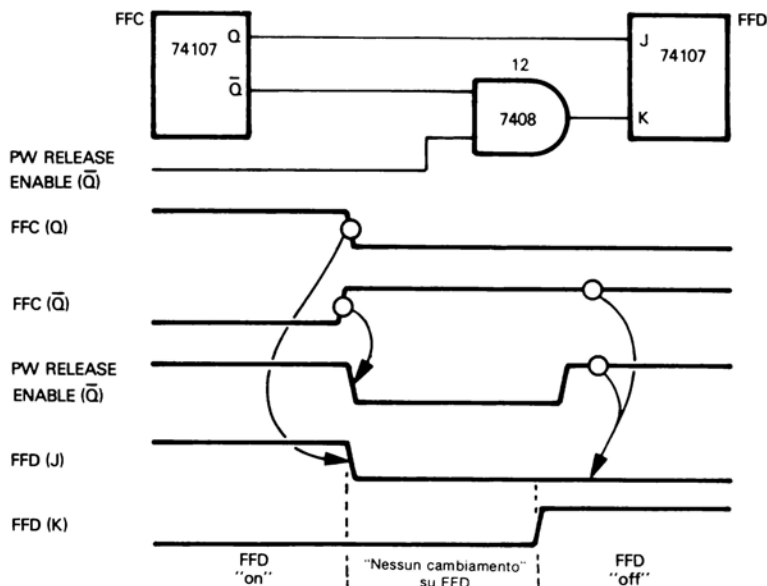 FFC
74107
Q
Q̅
12
7408
FFD
J
74107
K
PW RELEASE
ENABLE (Q̅)
FFC (Q)
FFC (Q̅)
PW RELEASE
ENABLE (Q̅)
FFD (J)
FFD (K)
FFD
"on"
"Nessun cambiamento"
su FFD
FFD
"off"